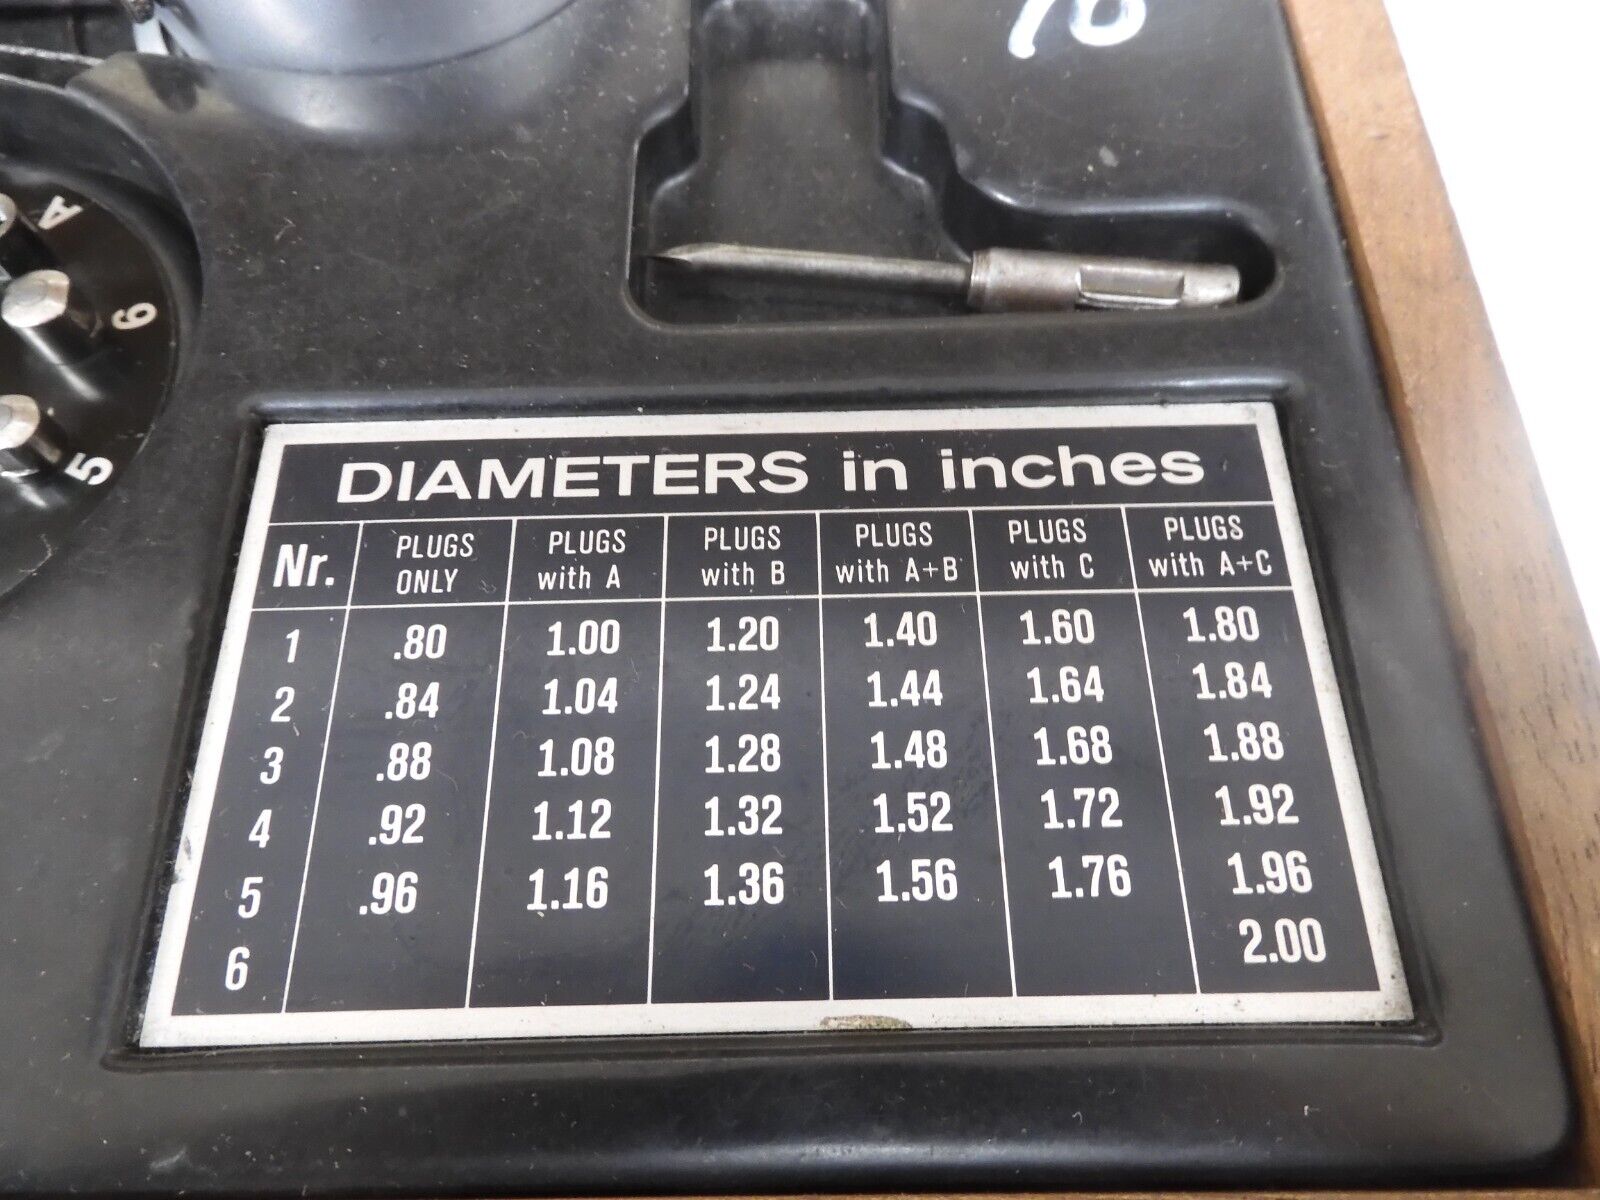 76
A
6
5
DIAMETERS in inches
Nr. PLUGS ONLY PLUGS with A PLUGS with B PLUGS with A+B PLUGS with C PLUGS with A+C
1 .80 1.00 1.20 1.40 1.60 1.80
2 .84 1.04 1.24 1.44 1.64 1.84
3 .88 1.08 1.28 1.48 1.68 1.88
4 .92 1.12 1.32 1.52 1.72 1.92
5 .96 1.16 1.36 1.56 1.76 1.96
6 2.00